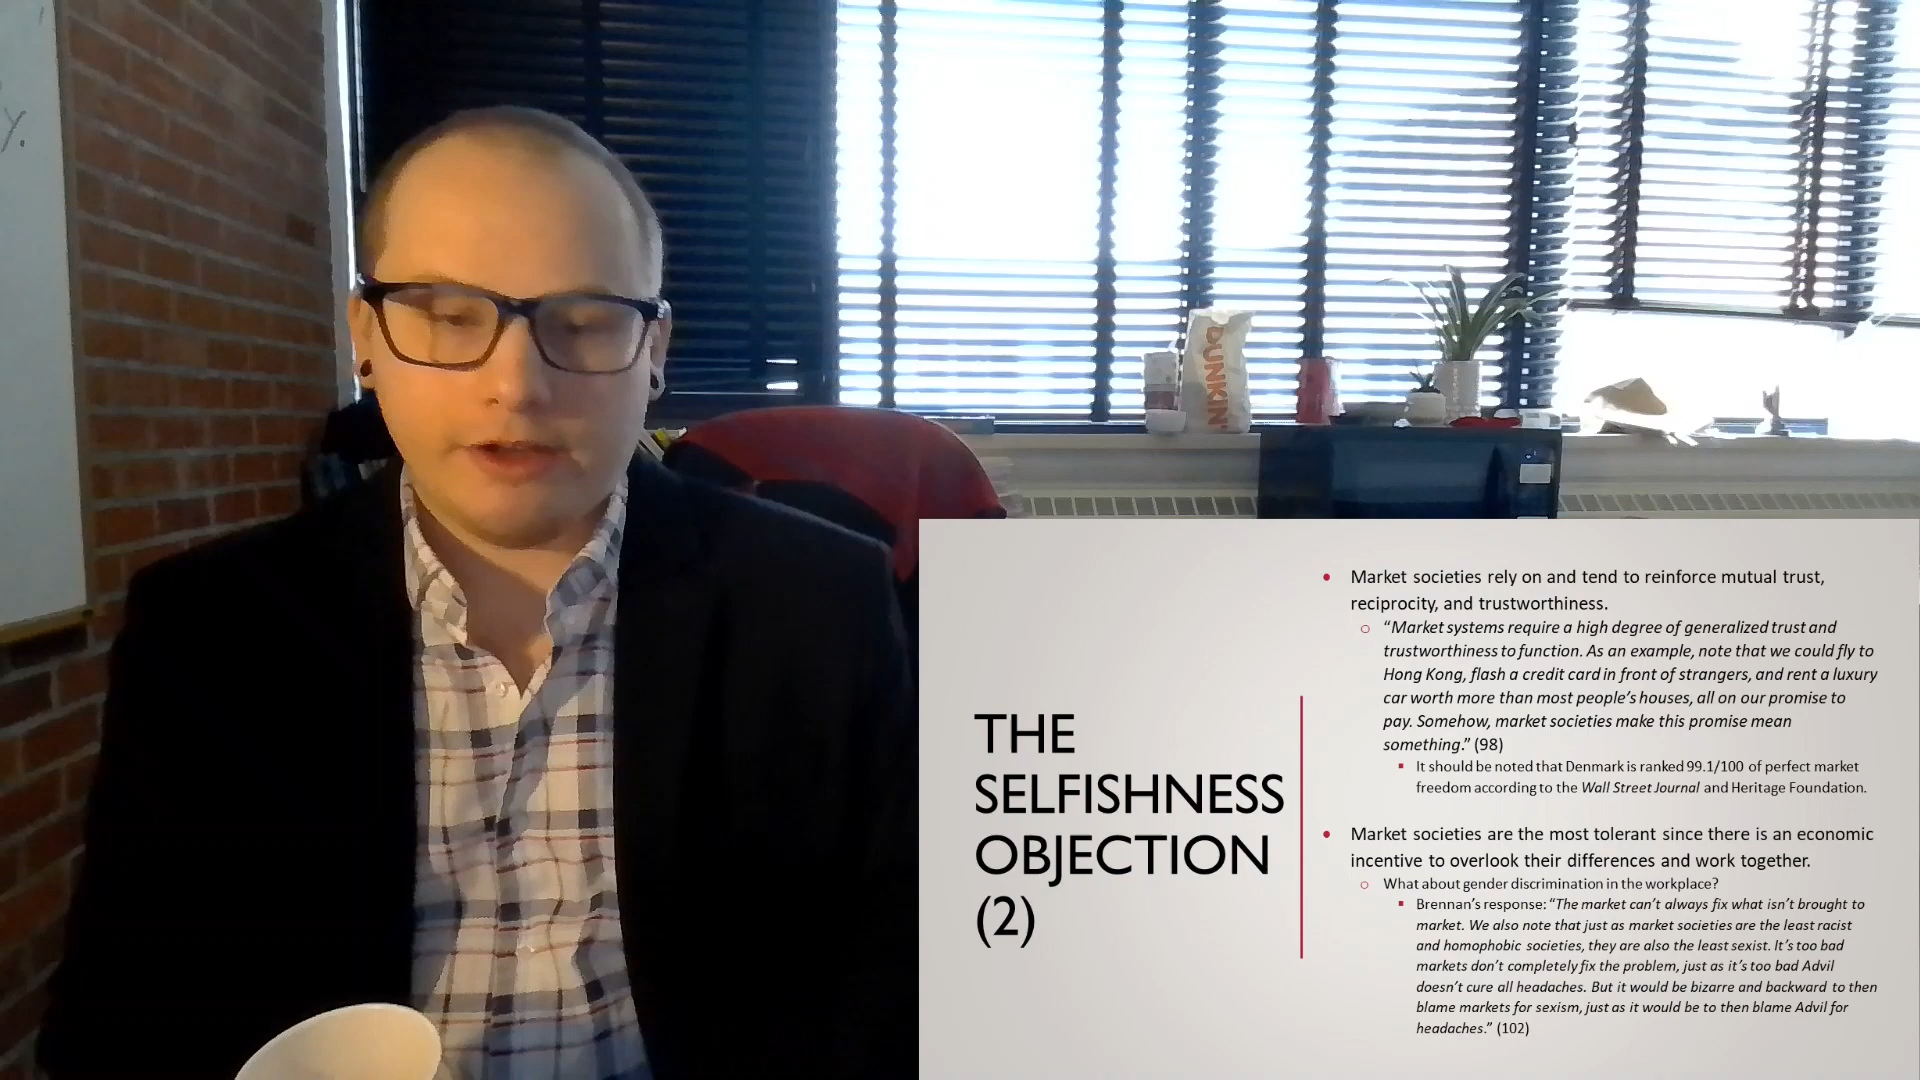 Y.
DUNKIN'
THE
SELFISHNESS
OBJECTION
(2)
• Market societies rely on and tend to reinforce mutual trust,
reciprocity, and trustworthiness.
○ “Market systems require a high degree of generalized trust and
trustworthiness to function. As an example, note that we could fly to
Hong Kong, flash a credit card in front of strangers, and rent a luxury
car worth more than most people’s houses, all on our promise to
pay. Somehow, market societies make this promise mean
something.” (98)
▪ It should be noted that Denmark is ranked 99.1/100 of perfect market
freedom according to the Wall Street Journal and Heritage Foundation.
• Market societies are the most tolerant since there is an economic
incentive to overlook their differences and work together.
○ What about gender discrimination in the workplace?
▪ Brennan’s response: “The market can’t always fix what isn’t brought to
market. We also note that just as market societies are the least racist
and homophobic societies, they are also the least sexist. It’s too bad
markets don’t completely fix the problem, just as it’s too bad Advil
doesn’t cure all headaches. But it would be bizarre and backward to then
blame markets for sexism, just as it would be to then blame Advil for
headaches.” (102)